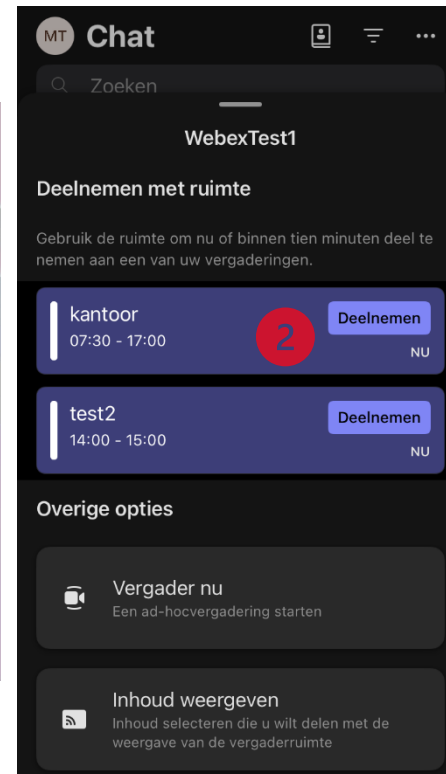 MT Chat
Zoeken
WebexTest1
Deelnemen met ruimte
Gebruik de ruimte om nu of binnen tien minuten deel te
nemen aan een van uw vergaderingen.
kantoor
Deelnemen
07:30 - 17:00
2
NU
test2
Deelnemen
14:00 - 15:00
NU
Overige opties
Vergader nu
Een ad-hocvergadering starten
Inhoud weergeven
Inhoud selecteren die u wilt delen met de
weergave van de vergaderruimte